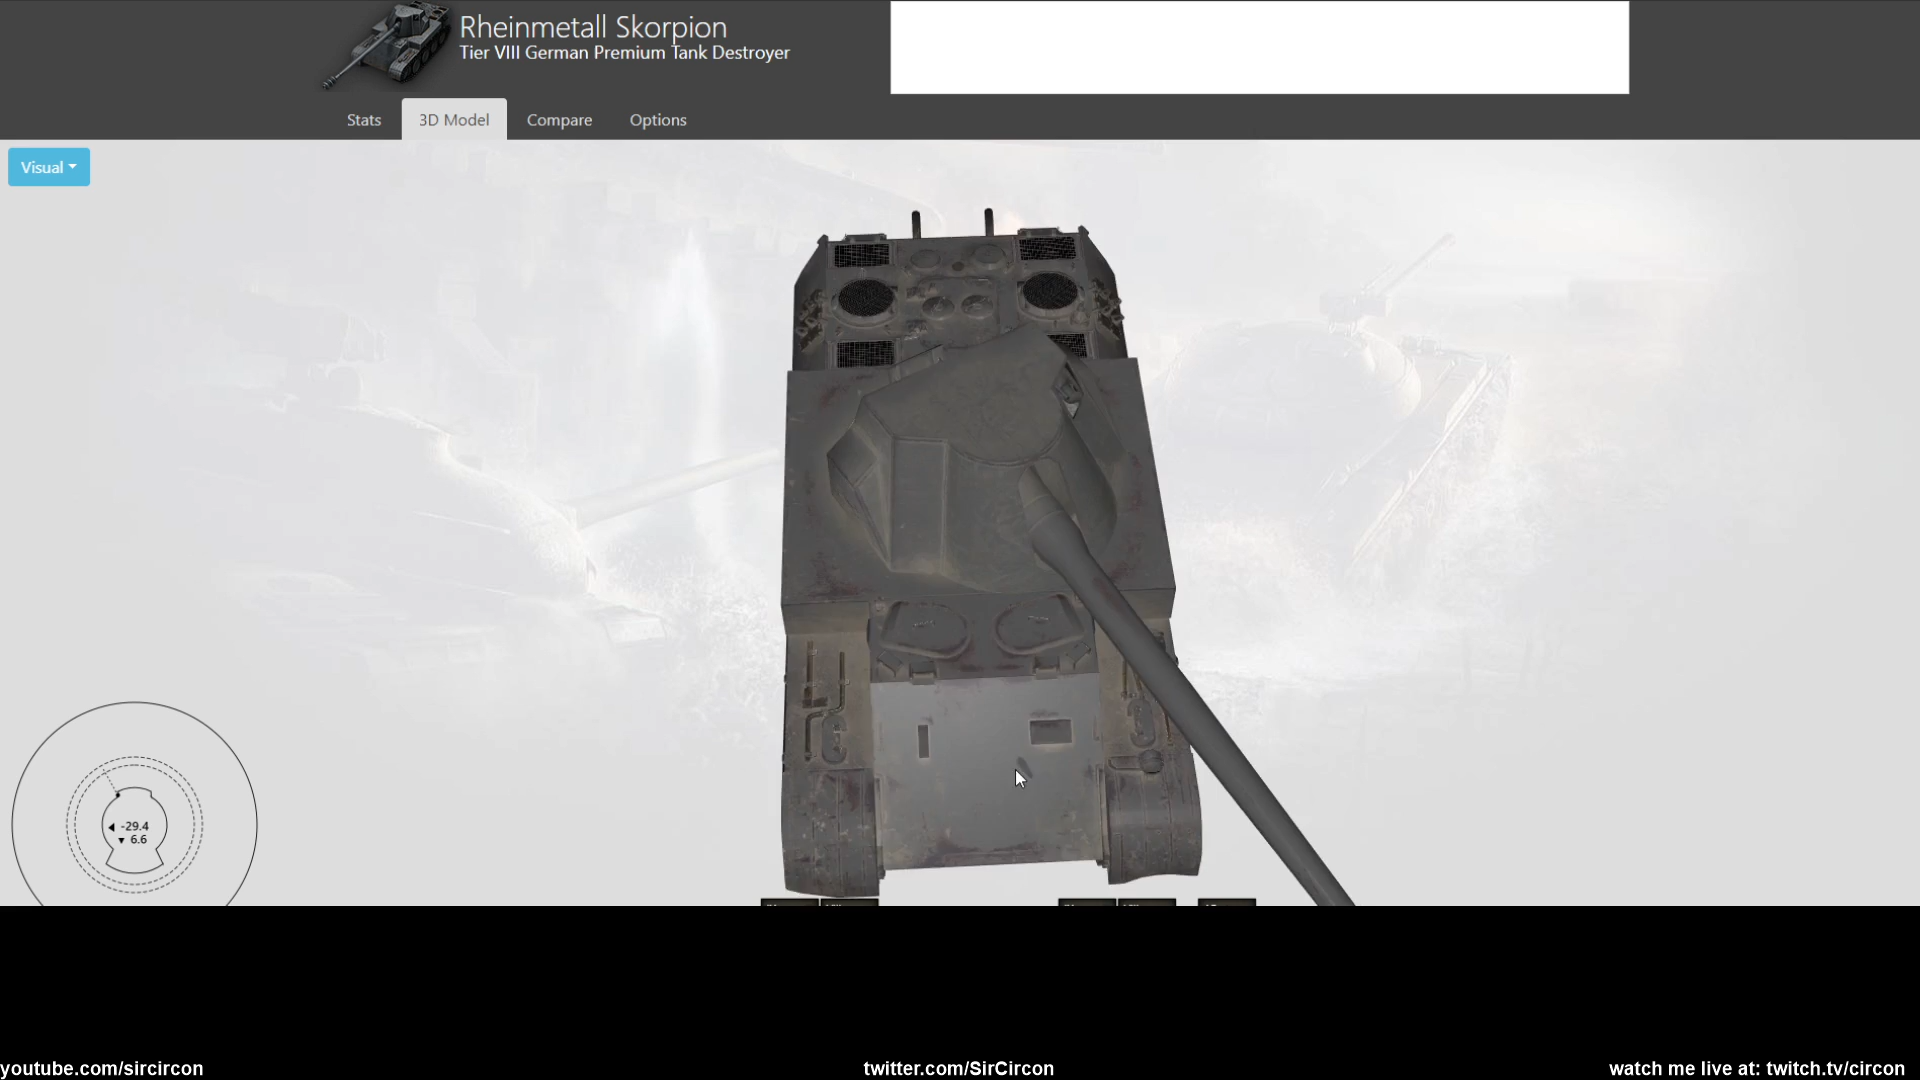 Rheinmetall Skorpion
Tier VIII German Premium Tank Destroyer
Stats
3D Model
Compare
Options
Visual
-29.4
6.6
youtube.com/sircircon
twitter.com/SirCircon
watch me live at: twitch.tv/circon